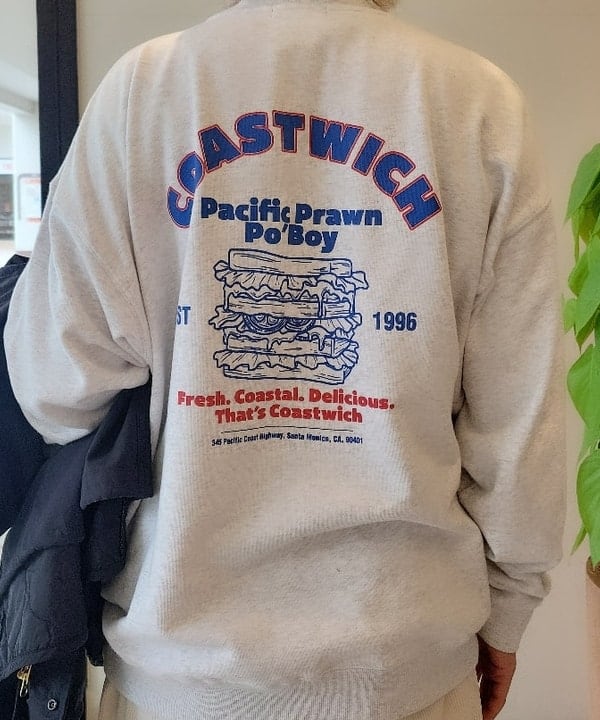 COASTWICH
Pacific Prawn
Po'Boy
ST 1996
Fresh. Coastal. Delicious.
That's Coastwich
345 Pacific Coast Highway, Santa Monica, CA. 90401